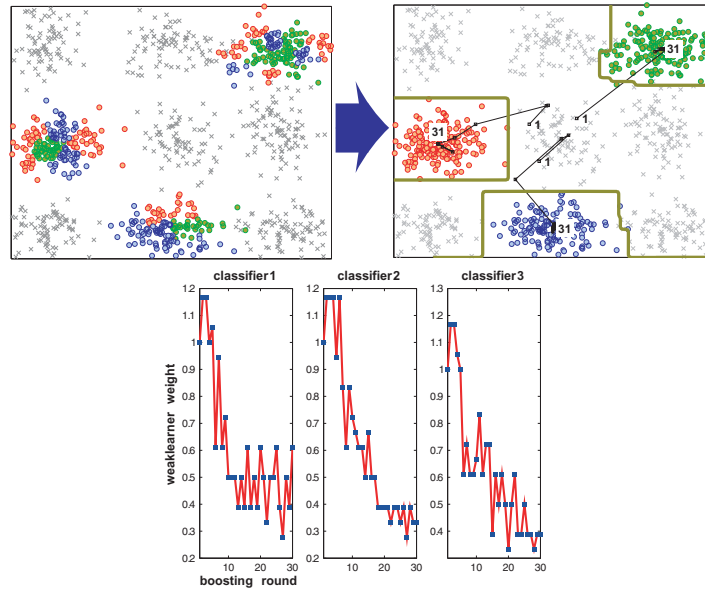 31
31
1
1
1
31
classifier1 classifier2 classifier3
weaklearner weight
1.2 1.2 1.3
1.1 1.1 1.2
1 1 1.1
0.9 0.9 1
0.8 0.8 0.9
0.7 0.7 0.8
0.6 0.6 0.7
0.5 0.5 0.6
0.4 0.4 0.5
0.3 0.3 0.4
0.2 0.2
10 20 30 10 20 30 10 20 30
boosting round